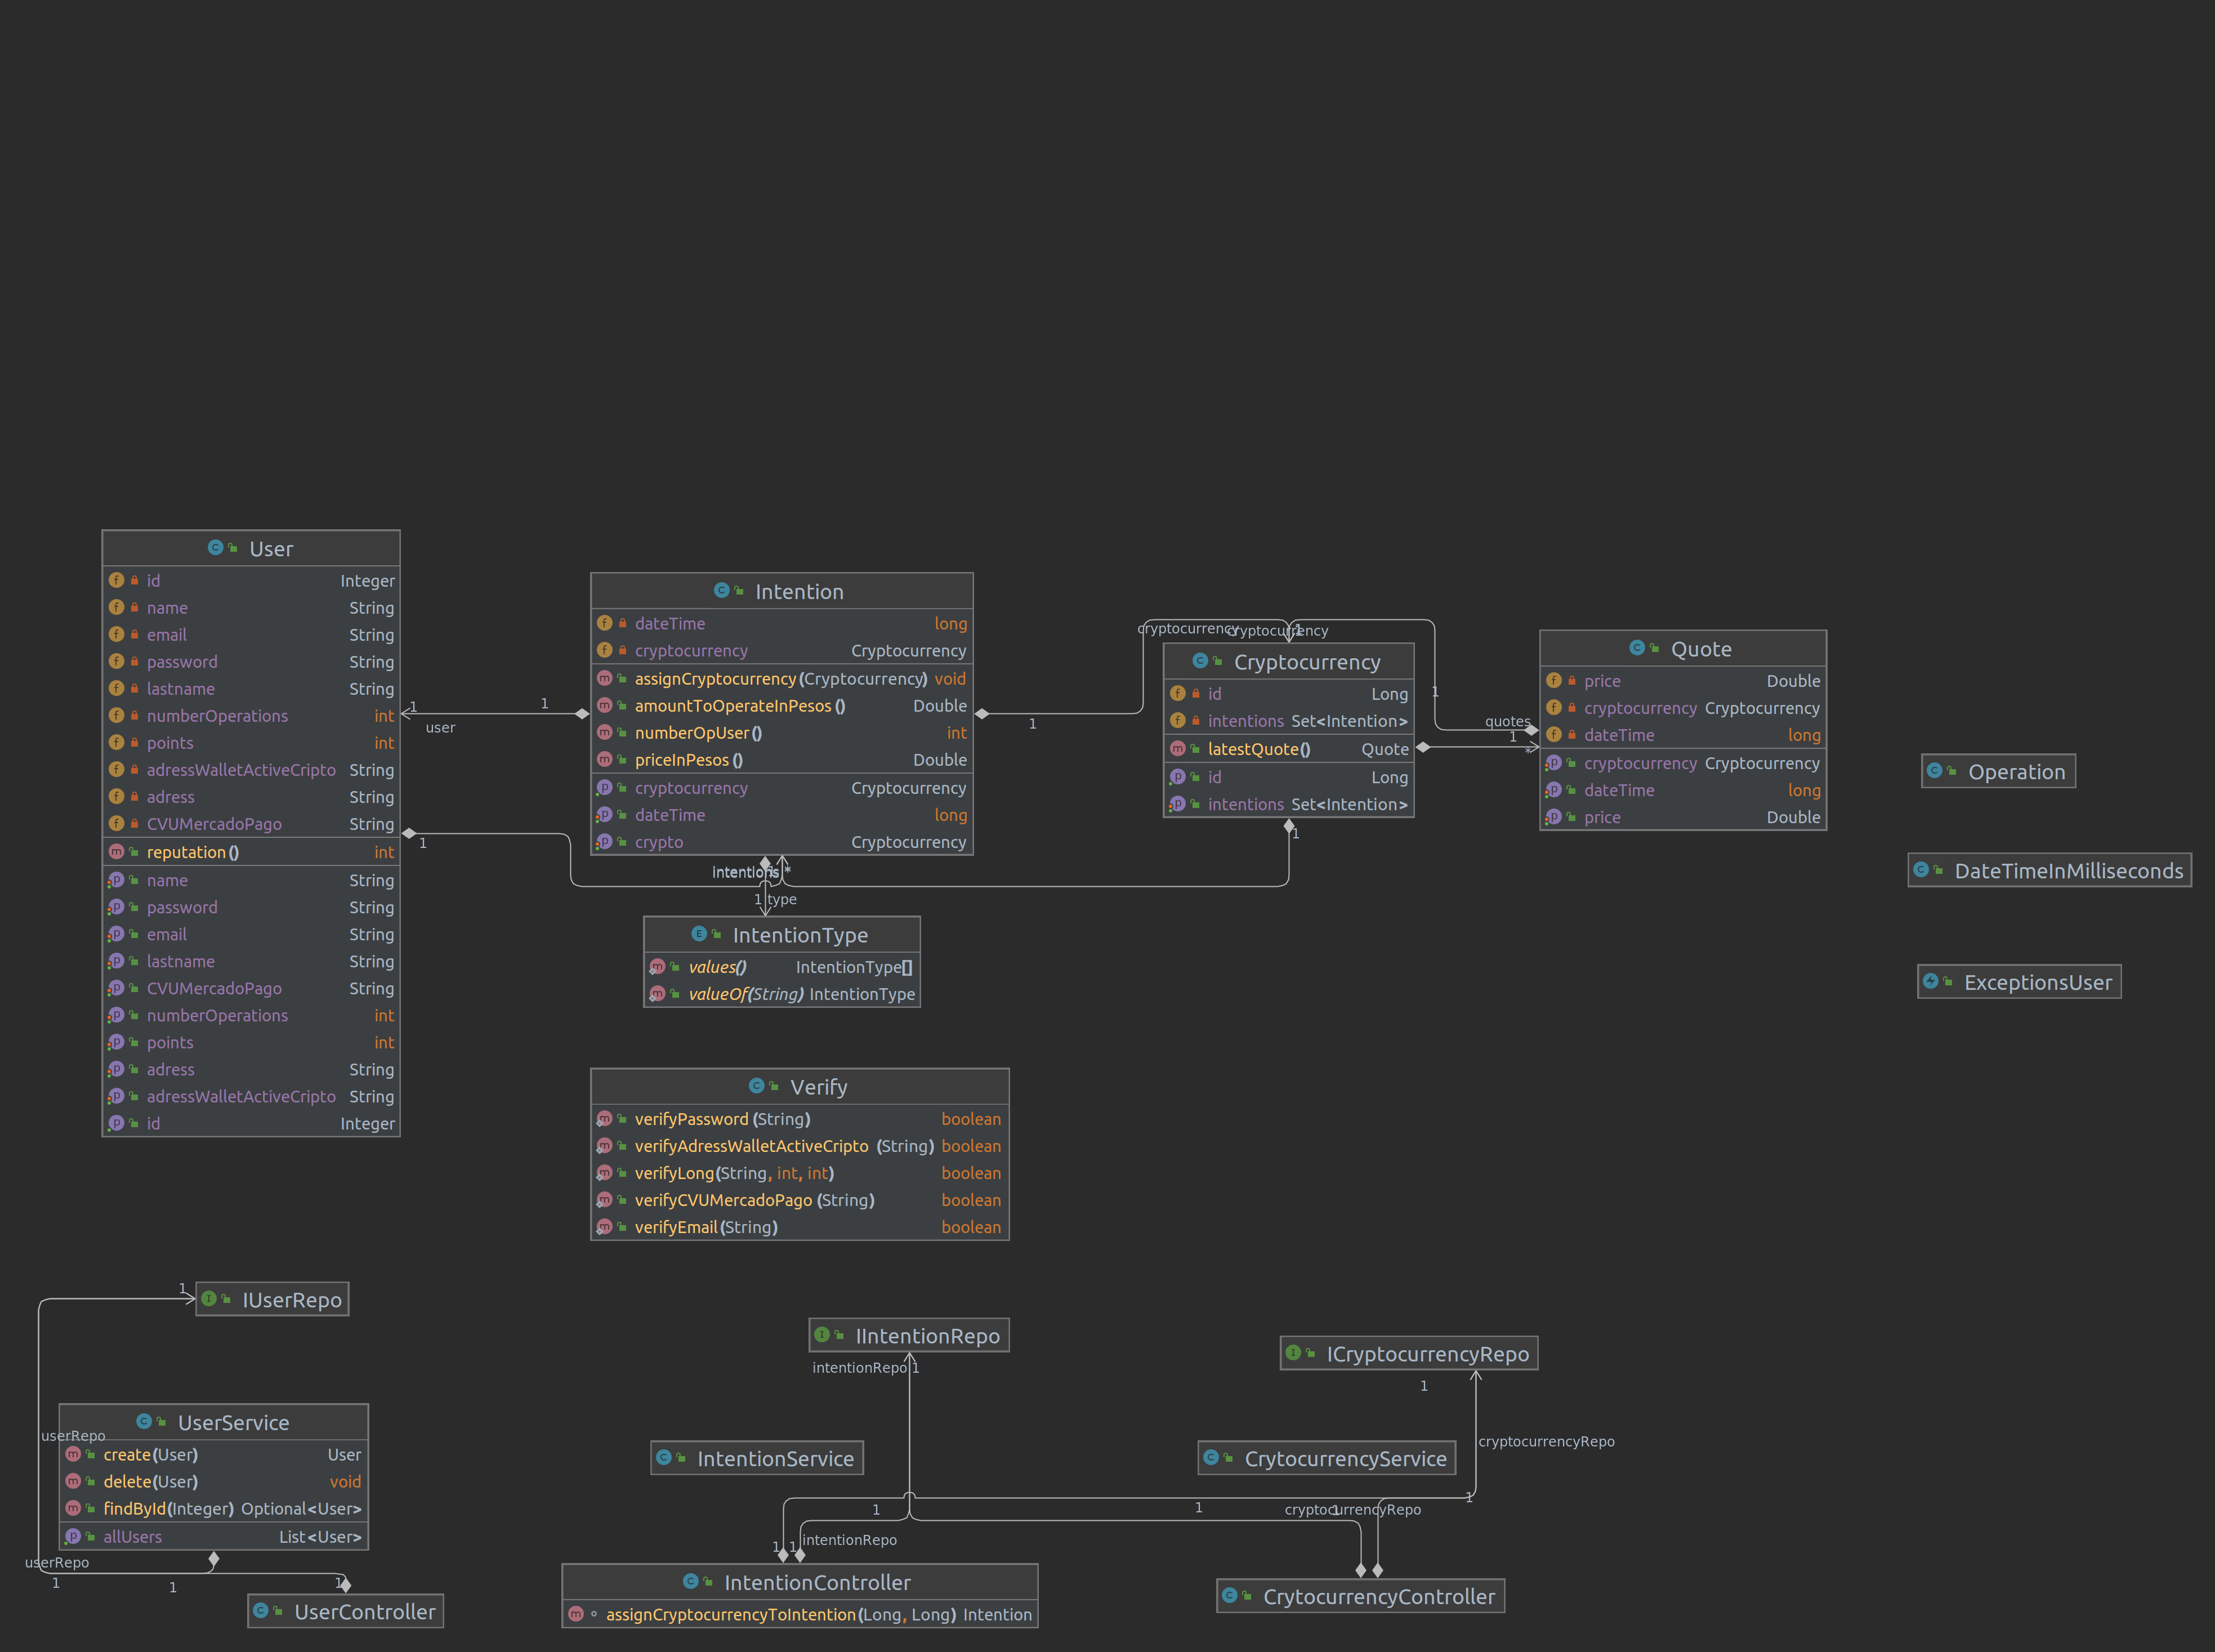 User
id Integer
name String
email String
password String
lastname String
numberOperations int
points int
adressWalletActiveCripto String
adress String
CVUMercadoPago String
reputation() int
name String
password String
email String
lastname String
CVUMercadoPago String
numberOperations int
points int
adress String
adressWalletActiveCripto String
id Integer
1
user
1
1
Intention
dateTime long
cryptocurrency Cryptocurrency
assignCryptocurrency(Cryptocurrency) void
amountToOperateInPesos() Double
numberOpUser() int
priceInPesos() Double
cryptocurrency Cryptocurrency
dateTime long
crypto Cryptocurrency
1
intentions *
1 type
IntentionType
values() IntentionType[]
valueOf(String) IntentionType
cryptocurrency
cryptocurrency
1
Cryptocurrency
id Long
intentions Set<Intention>
latestQuote() Quote
id Long
intentions Set<Intention>
1
1
quotes
1
*
Quote
price Double
cryptocurrency Cryptocurrency
dateTime long
cryptocurrency Cryptocurrency
dateTime long
price Double
Operation
DateTimeInMilliseconds
ExceptionsUser
Verify
verifyPassword(String) boolean
verifyAdressWalletActiveCripto(String) boolean
verifyLong(String, int, int) boolean
verifyCVUMercadoPago(String) boolean
verifyEmail(String) boolean
1
IUserRepo
userRepo
UserService
create(User) User
delete(User) void
findById(Integer) Optional<User>
allUsers List<User>
userRepo
1
1
1
UserController
IIntentionRepo
intentionRepo 1
ICryptocurrencyRepo
1
cryptocurrencyRepo
IntentionService
CrytocurrencyService
1
1
1
cryptocurrencyRepo
1
1
1
intentionRepo
IntentionController
assignCryptocurrencyToIntention(Long, Long) Intention
CrytocurrencyController